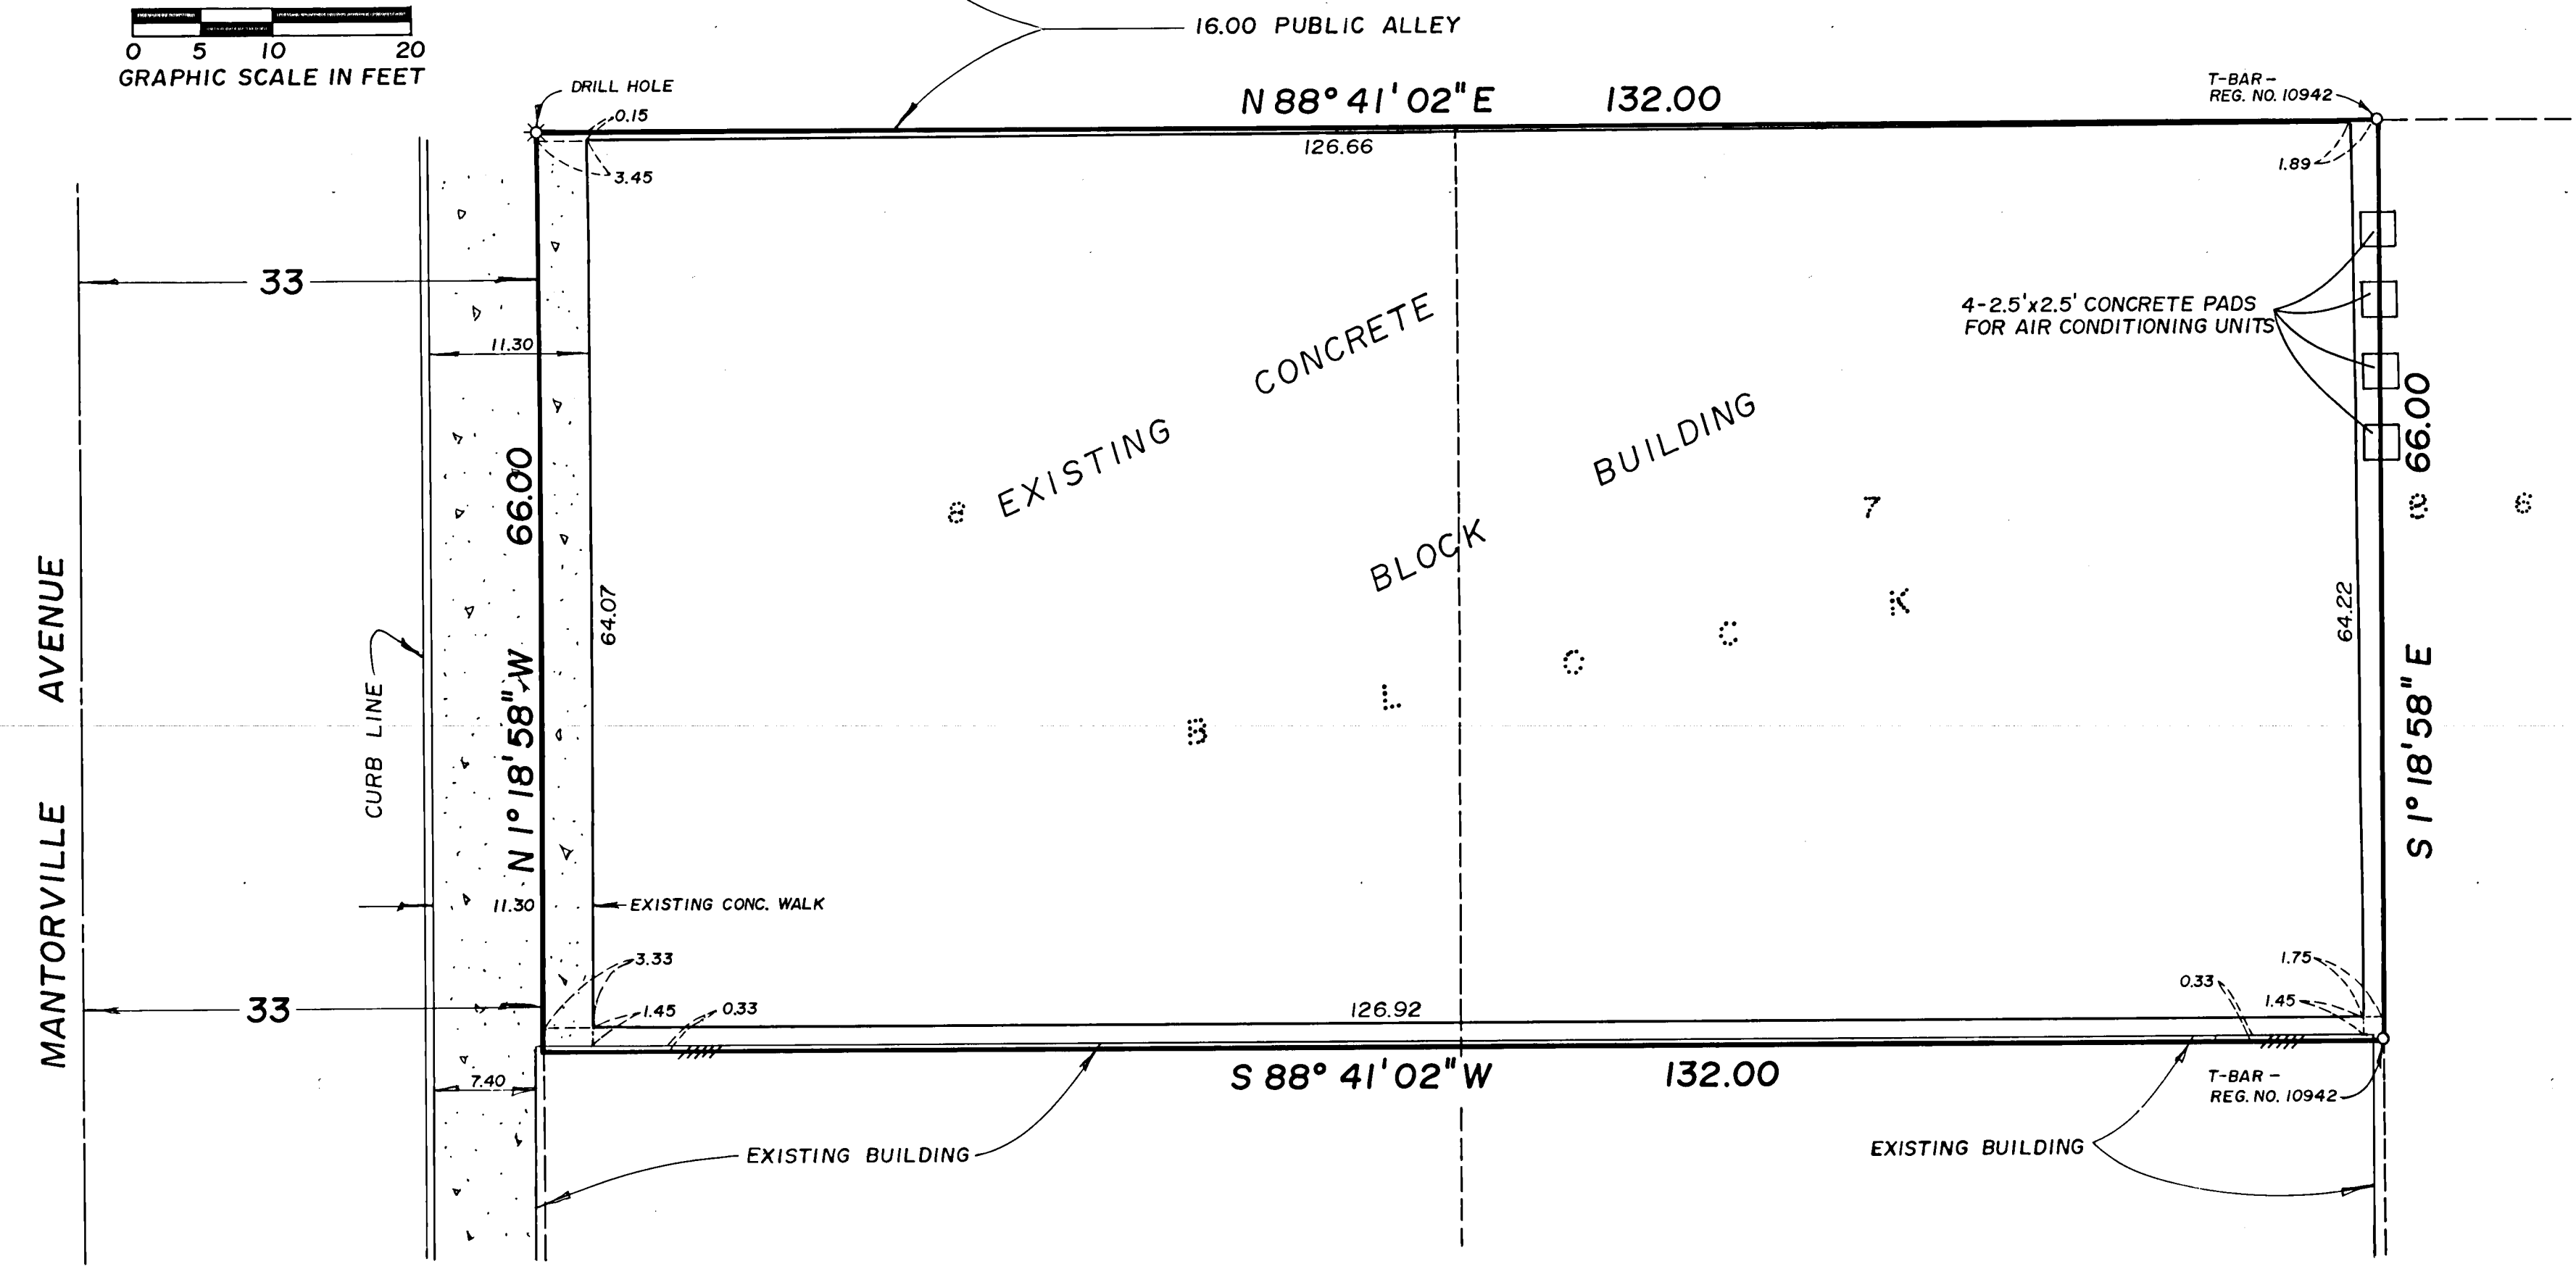 0 5 10 20
GRAPHIC SCALE IN FEET
16.00 PUBLIC ALLEY
DRILL HOLE
0.15
3.45
N 88° 41' 02" E 132.00
126.66
T-BAR -
REG. NO. 10942
1.89
33
11.30
4-2.5'x2.5' CONCRETE PADS
FOR AIR CONDITIONING UNITS
EXISTING CONCRETE
BLOCK BUILDING
8
7
8
6
BLOCK
MANTORVILLE AVENUE
CURB LINE
N 1° 18' 58" W 66.00
64.07
64.22
S 1° 18' 58" E 66.00
11.30
EXISTING CONC. WALK
3.33
1.45
0.33
33
7.40
126.92
0.33
1.75
1.45
S 88° 41' 02" W 132.00
T-BAR -
REG. NO. 10942
EXISTING BUILDING
EXISTING BUILDING